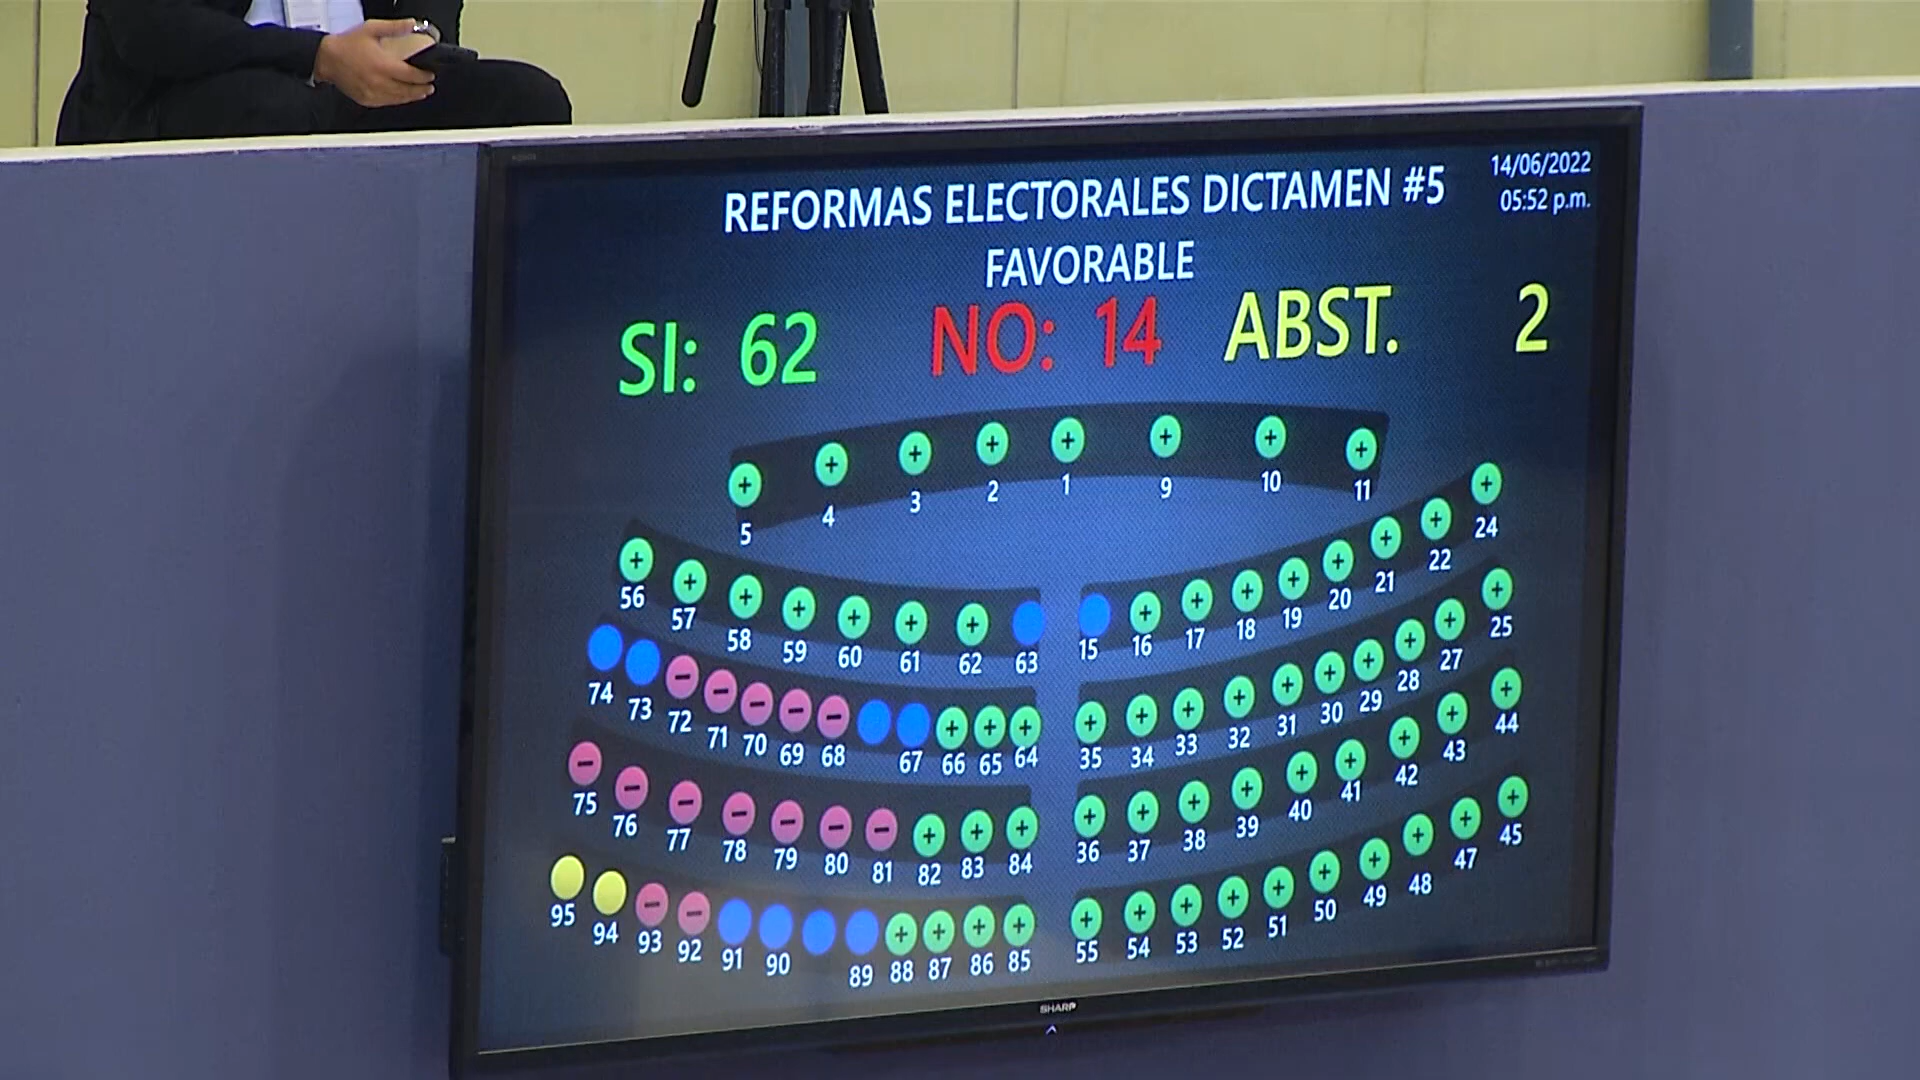 14/06/2022
05:52 p.m.
REFORMAS ELECTORALES DICTAMEN #5
FAVORABLE
SI: 62 NO: 14 ABST. 2
5 4 3 2 1 9 10 11
56 57 58 59 60 61 62 63 15 16 17 18 19 20 21 22 24
74 73 72 71 70 69 68 67 66 65 64 35 34 33 32 31 30 29 28 27 25
75 76 77 78 79 80 81 82 83 84 36 37 38 39 40 41 42 43 44
95 94 93 92 91 90 89 88 87 86 85 55 54 53 52 51 50 49 48 47 45
SHARP